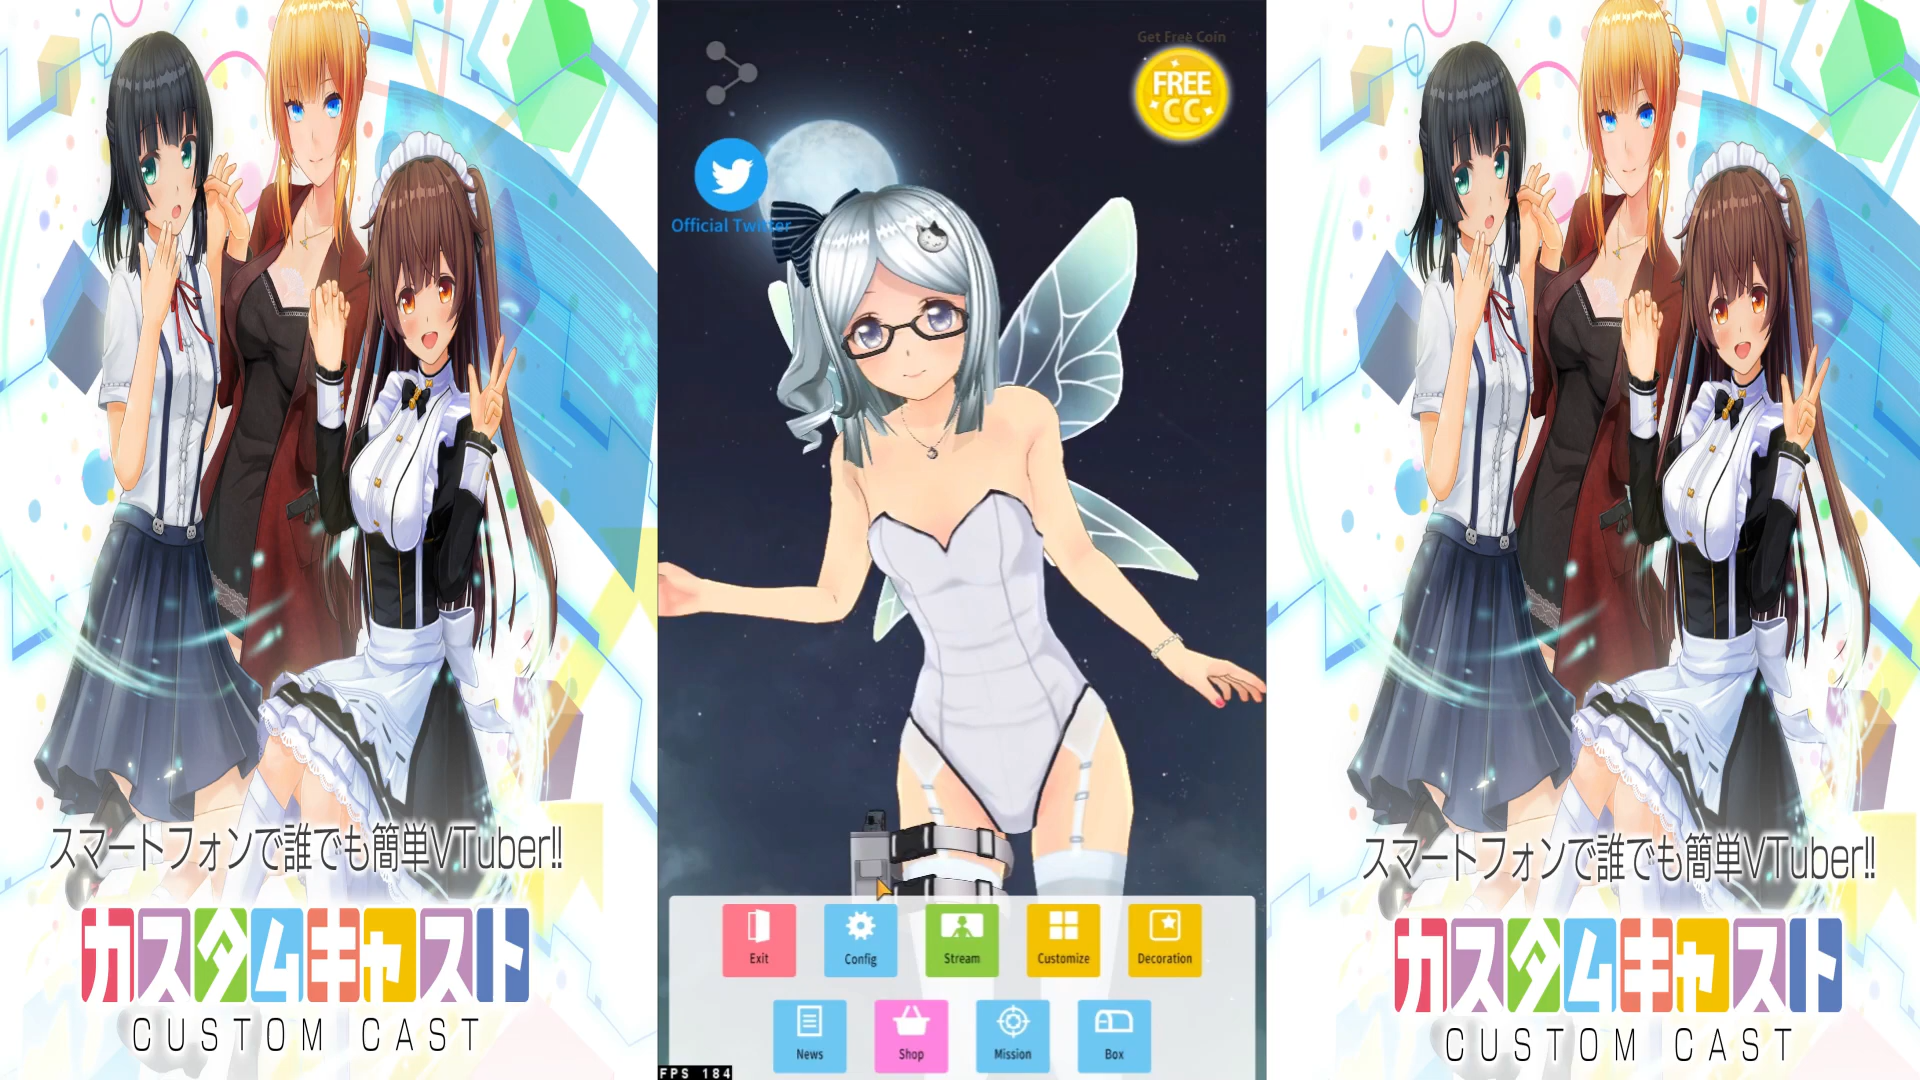 スマートフォンで誰でも簡単VTuber!!
カスタムキャスト
CUSTOM CAST
Get Free Coin
FREE
CC
Official Twitter
Exit
Config
Stream
Customize
Decoration
News
Shop
Mission
Box
FPS 184
スマートフォンで誰でも簡単VTuber!!
カスタムキャスト
CUSTOM CAST